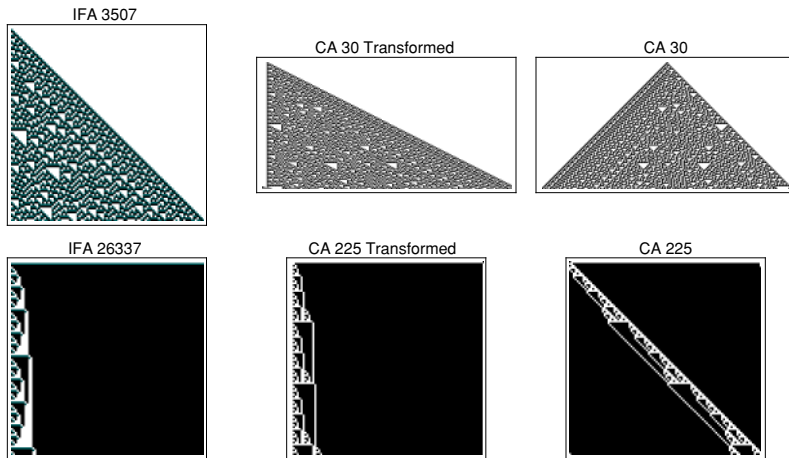 IFA 3507
CA 30 Transformed
CA 30
IFA 26337
CA 225 Transformed
CA 225